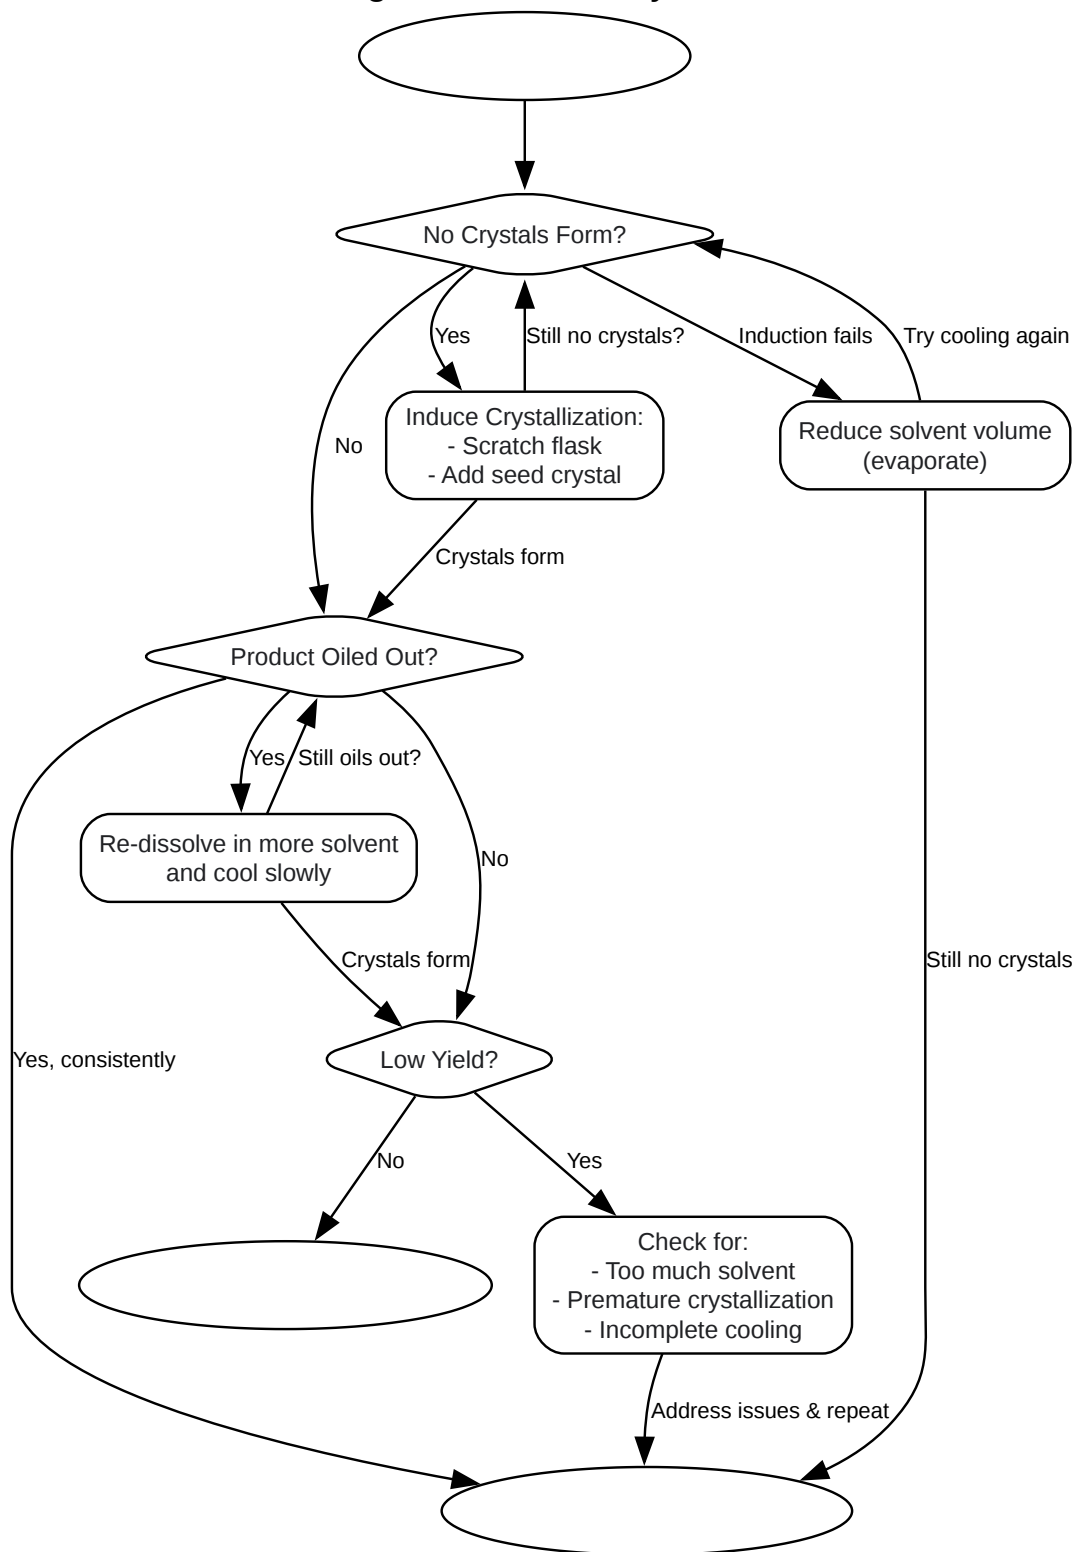 No Crystals Form?
Yes
Still no crystals?
Induction fails
Try cooling again
Induce Crystallization:
- Scratch flask
- Add seed crystal
Reduce solvent volume
(evaporate)
No
Crystals form
Product Oiled Out?
Yes
Still oils out?
Re-dissolve in more solvent
and cool slowly
No
Crystals form
Still no crystals
Low Yield?
Yes, consistently
No
Yes
Check for:
- Too much solvent
- Premature crystallization
- Incomplete cooling
Address issues & repeat